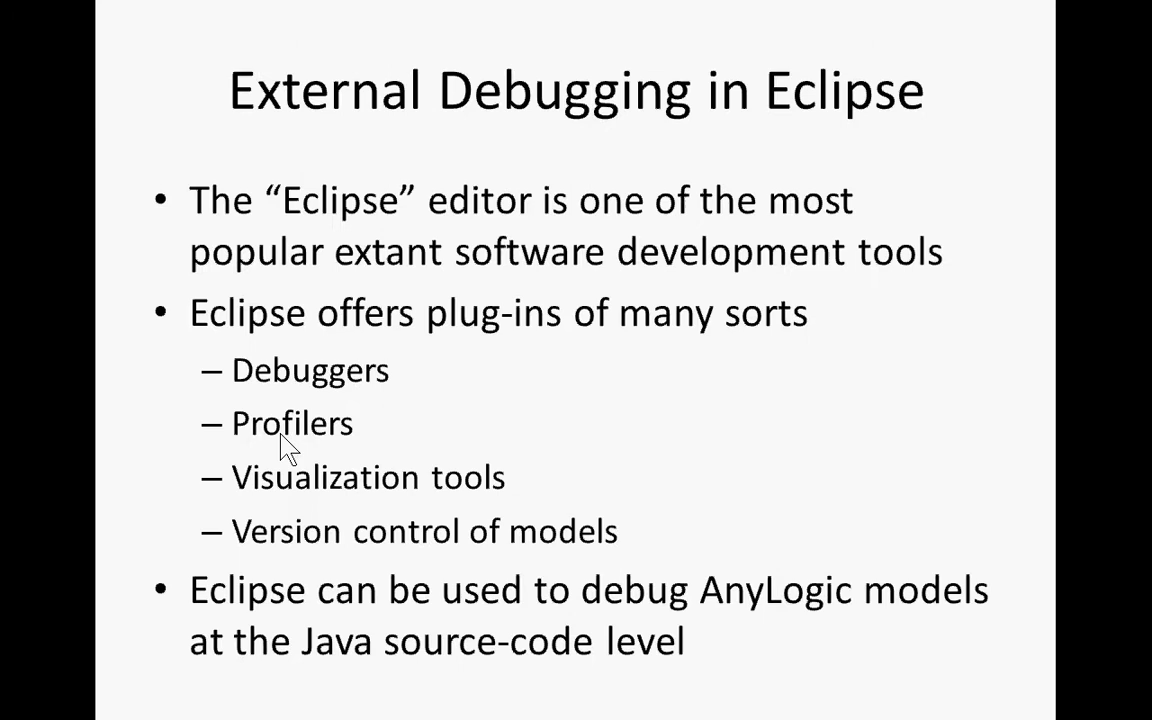 External Debugging in Eclipse
• The “Eclipse” editor is one of the most
popular extant software development tools
• Eclipse offers plug-ins of many sorts
– Debuggers
– Profilers
– Visualization tools
– Version control of models
• Eclipse can be used to debug AnyLogic models
at the Java source-code level